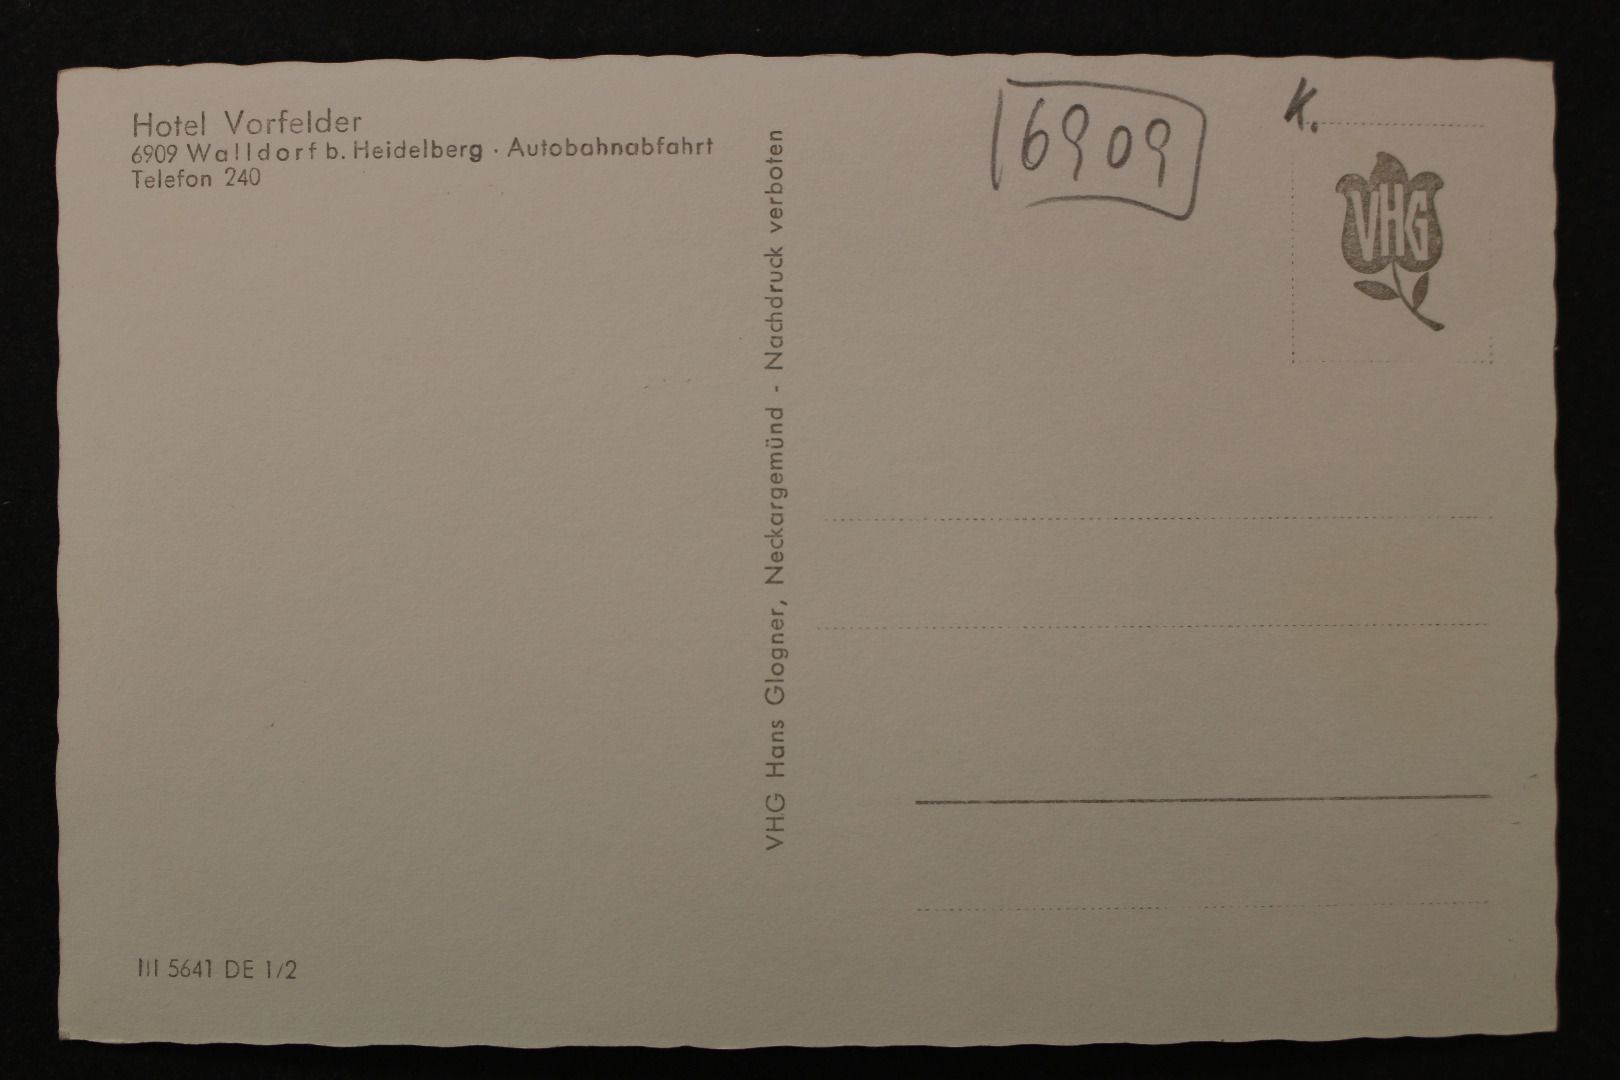 Hotel Vorfelder
6909 Walldorf b. Heidelberg · Autobahnabfahrt
Telefon 240
III 5641 DE 1/2
VHG Hans Glogner, Neckargemünd - Nachdruck verboten
6909
K.
VHG